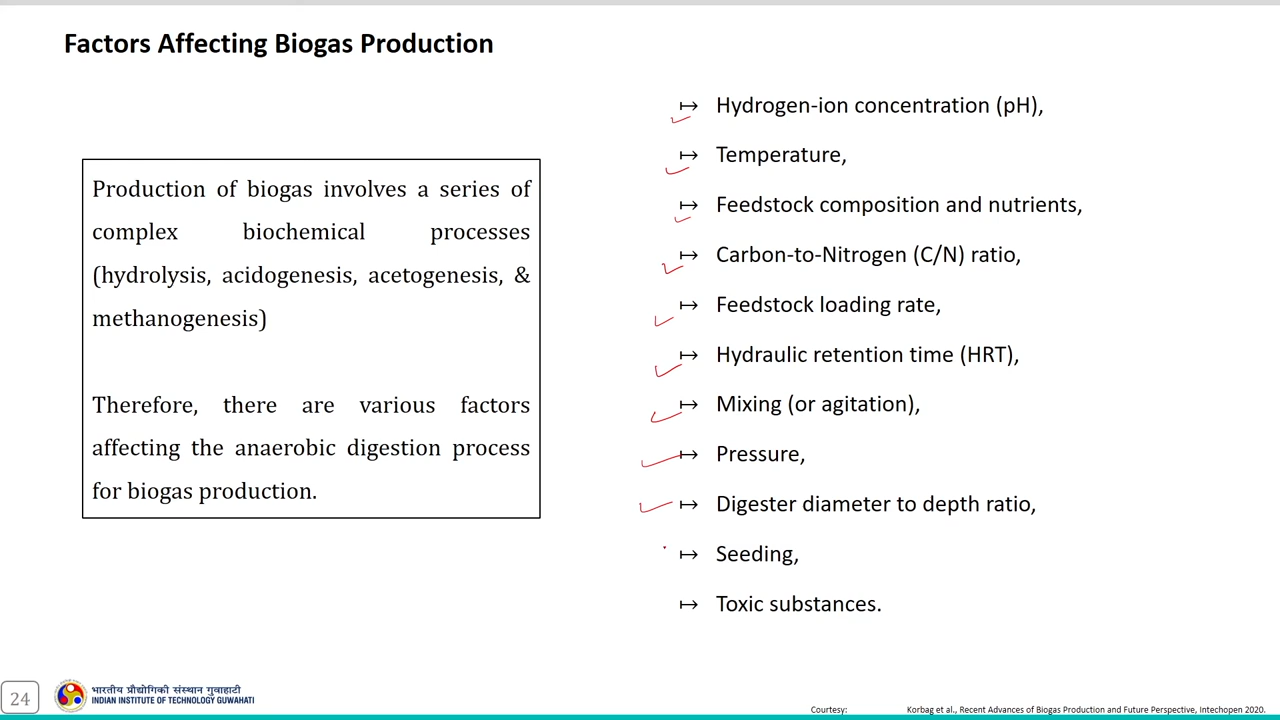 Factors Affecting Biogas Production
Production of biogas involves a series of
complex biochemical processes
(hydrolysis, acidogenesis, acetogenesis, &
methanogenesis)
Therefore, there are various factors
affecting the anaerobic digestion process
for biogas production.
↦ Hydrogen-ion concentration (pH),
↦ Temperature,
↦ Feedstock composition and nutrients,
↦ Carbon-to-Nitrogen (C/N) ratio,
↦ Feedstock loading rate,
↦ Hydraulic retention time (HRT),
↦ Mixing (or agitation),
↦ Pressure,
↦ Digester diameter to depth ratio,
↦ Seeding,
↦ Toxic substances.
24
भारतीय प्रौद्योगिकी संस्थान गुवाहाटी
INDIAN INSTITUTE OF TECHNOLOGY GUWAHATI
Courtesy: Korbag et al., Recent Advances of Biogas Production and Future Perspective, Intechopen 2020.